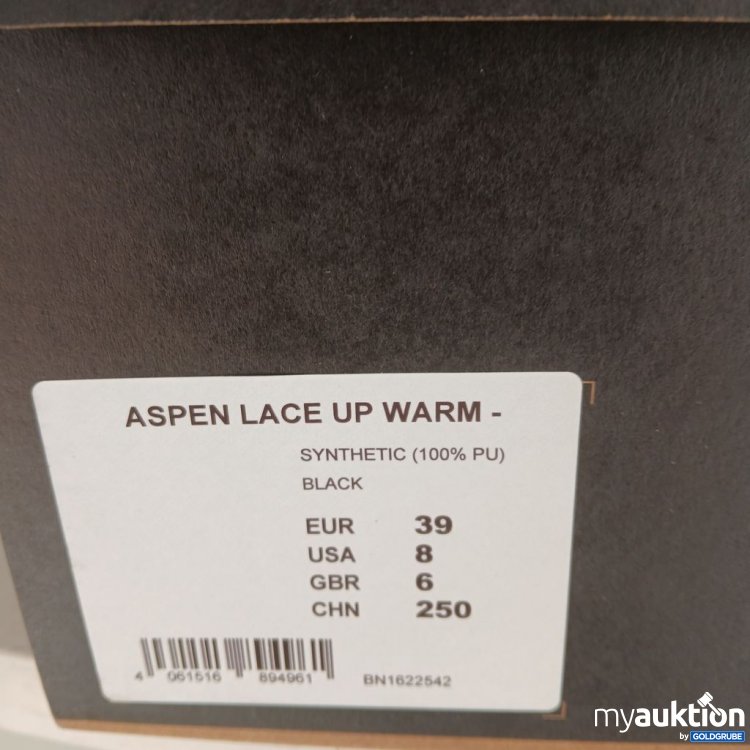 ASPEN LACE UP WARM -
SYNTHETIC (100% PU)
BLACK
EUR 39
USA 8
GBR 6
CHN 250
4 061516 894961
BN1622542
myauktion
by GOLDGRUBE